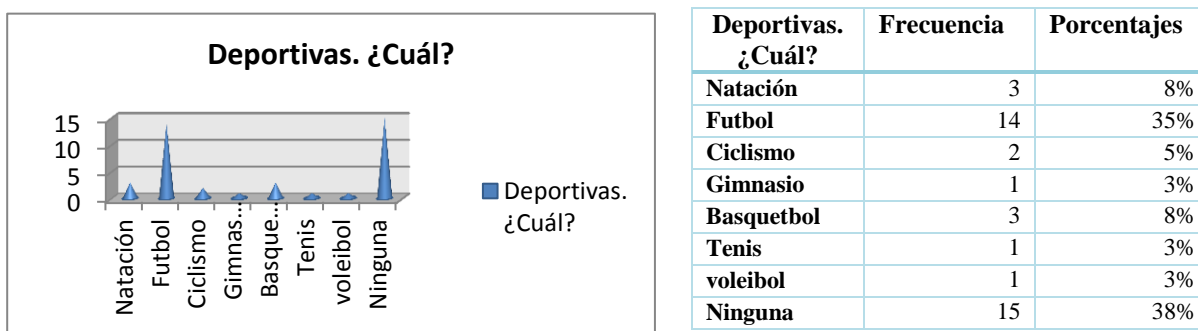 Deportivas. ¿Cuál?
15
10
5
0
Natación
Futbol
Ciclismo
Gimnas...
Basque...
Tenis
voleibol
Ninguna
Deportivas.
¿Cuál?
Deportivas. Frecuencia Porcentajes
¿Cuál?
Natación 3 8%
Futbol 14 35%
Ciclismo 2 5%
Gimnasio 1 3%
Basquetbol 3 8%
Tenis 1 3%
voleibol 1 3%
Ninguna 15 38%